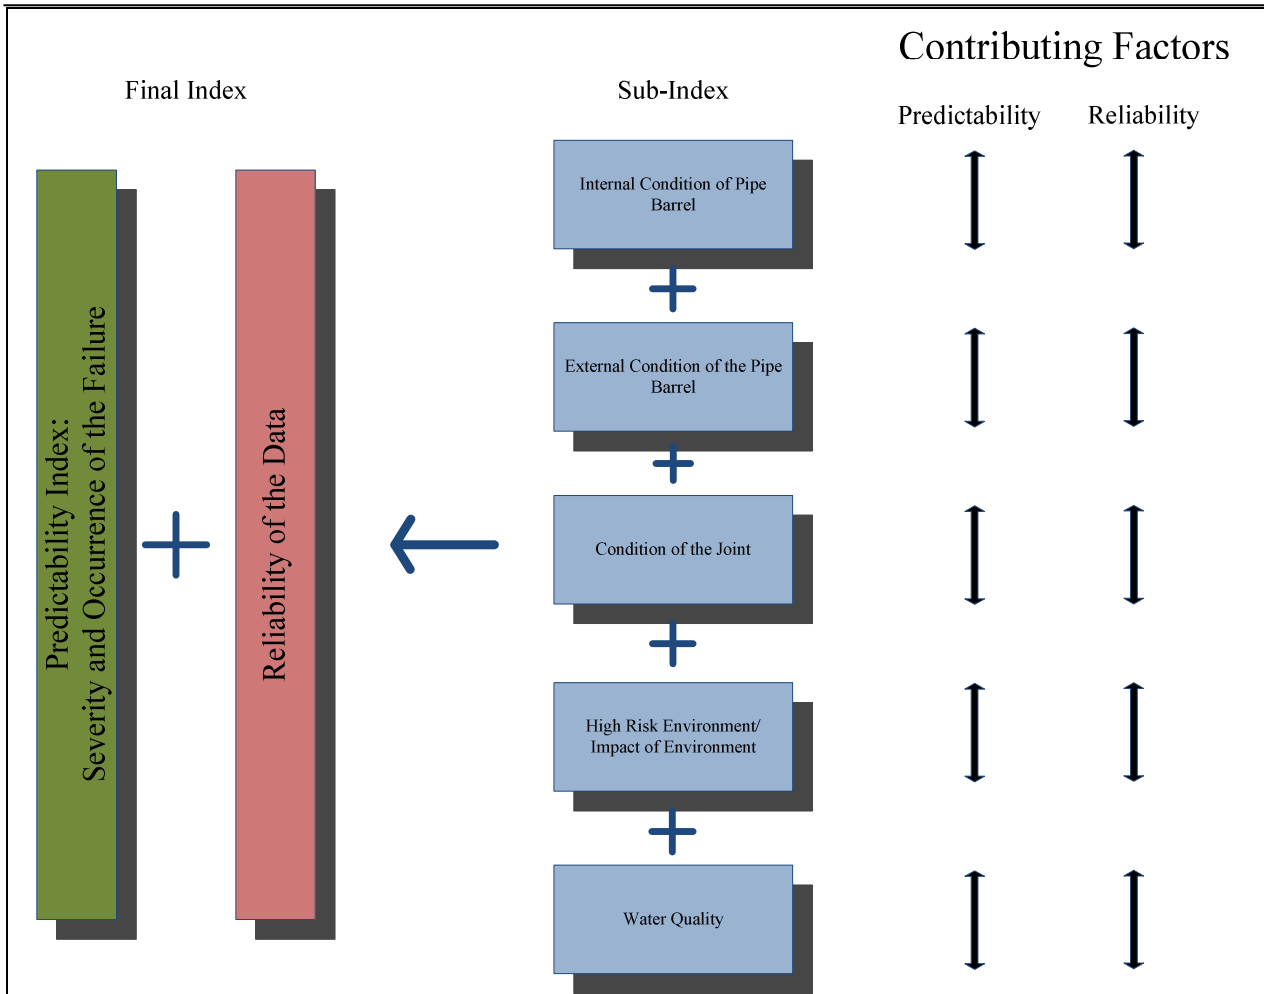 Contributing Factors
Final Index
Sub-Index
Predictability
Reliability
Predictability Index:
Severity and Occurrence of the Failure
Reliability of the Data
Internal Condition of Pipe
Barrel
External Condition of the Pipe
Barrel
Condition of the Joint
High Risk Environment/
Impact of Environment
Water Quality